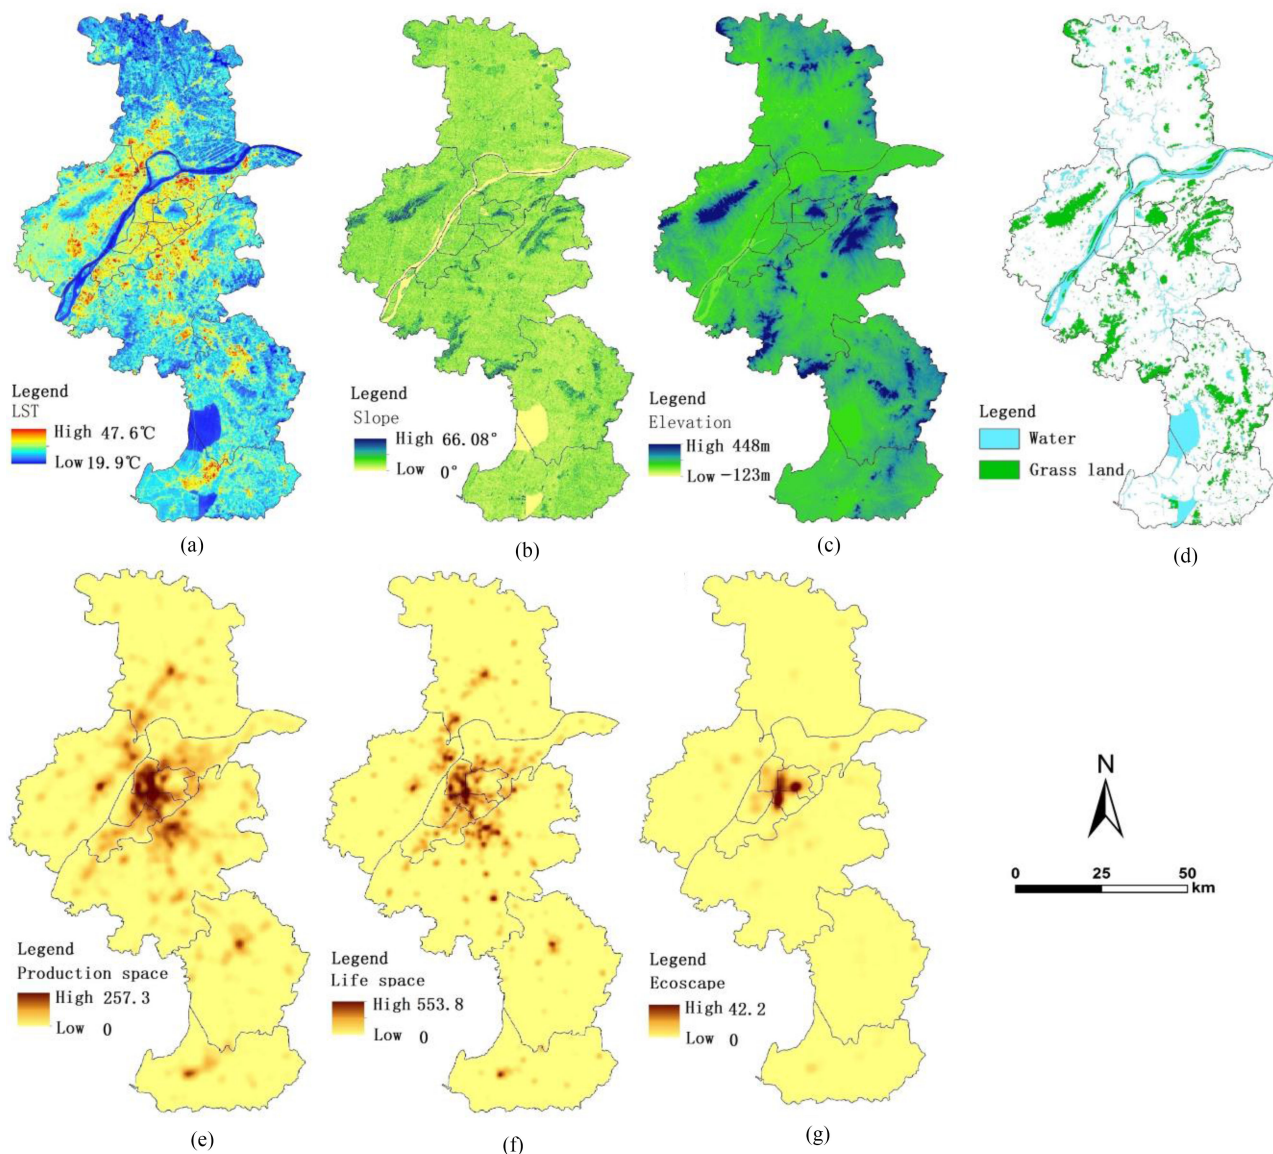 Legend
LST
High 47.6℃
Low 19.9℃
(a)
Legend
Slope
High 66.08°
Low 0°
(b)
Legend
Elevation
High 448m
Low −123m
(c)
Legend
Water
Grass land
(d)
Legend
Production space
High 257.3
Low 0
(e)
Legend
Life space
High 553.8
Low 0
(f)
Legend
Ecoscape
High 42.2
Low 0
(g)
N
0 25 50
km